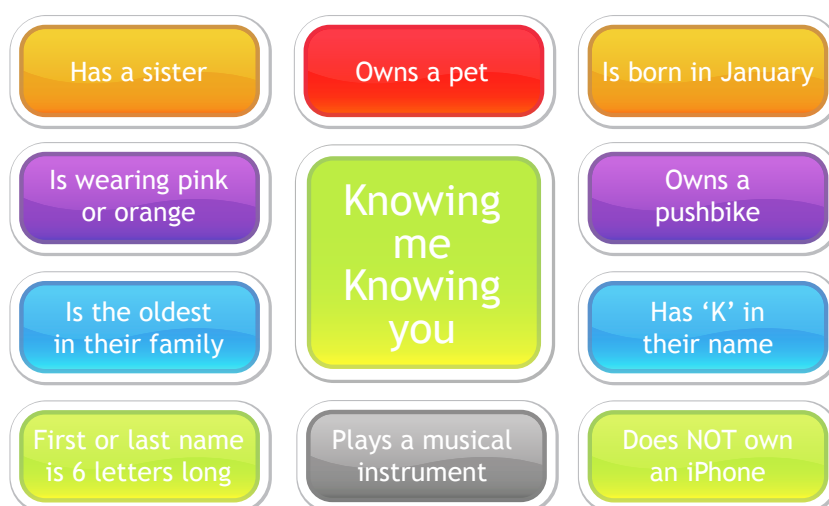 Has a sister
Owns a pet
Is born in January
Is wearing pink
or orange
Knowing
me
Knowing
you
Owns a
pushbike
Is the oldest
in their family
Has ‘K’ in
their name
First or last name
is 6 letters long
Plays a musical
instrument
Does NOT own
an iPhone